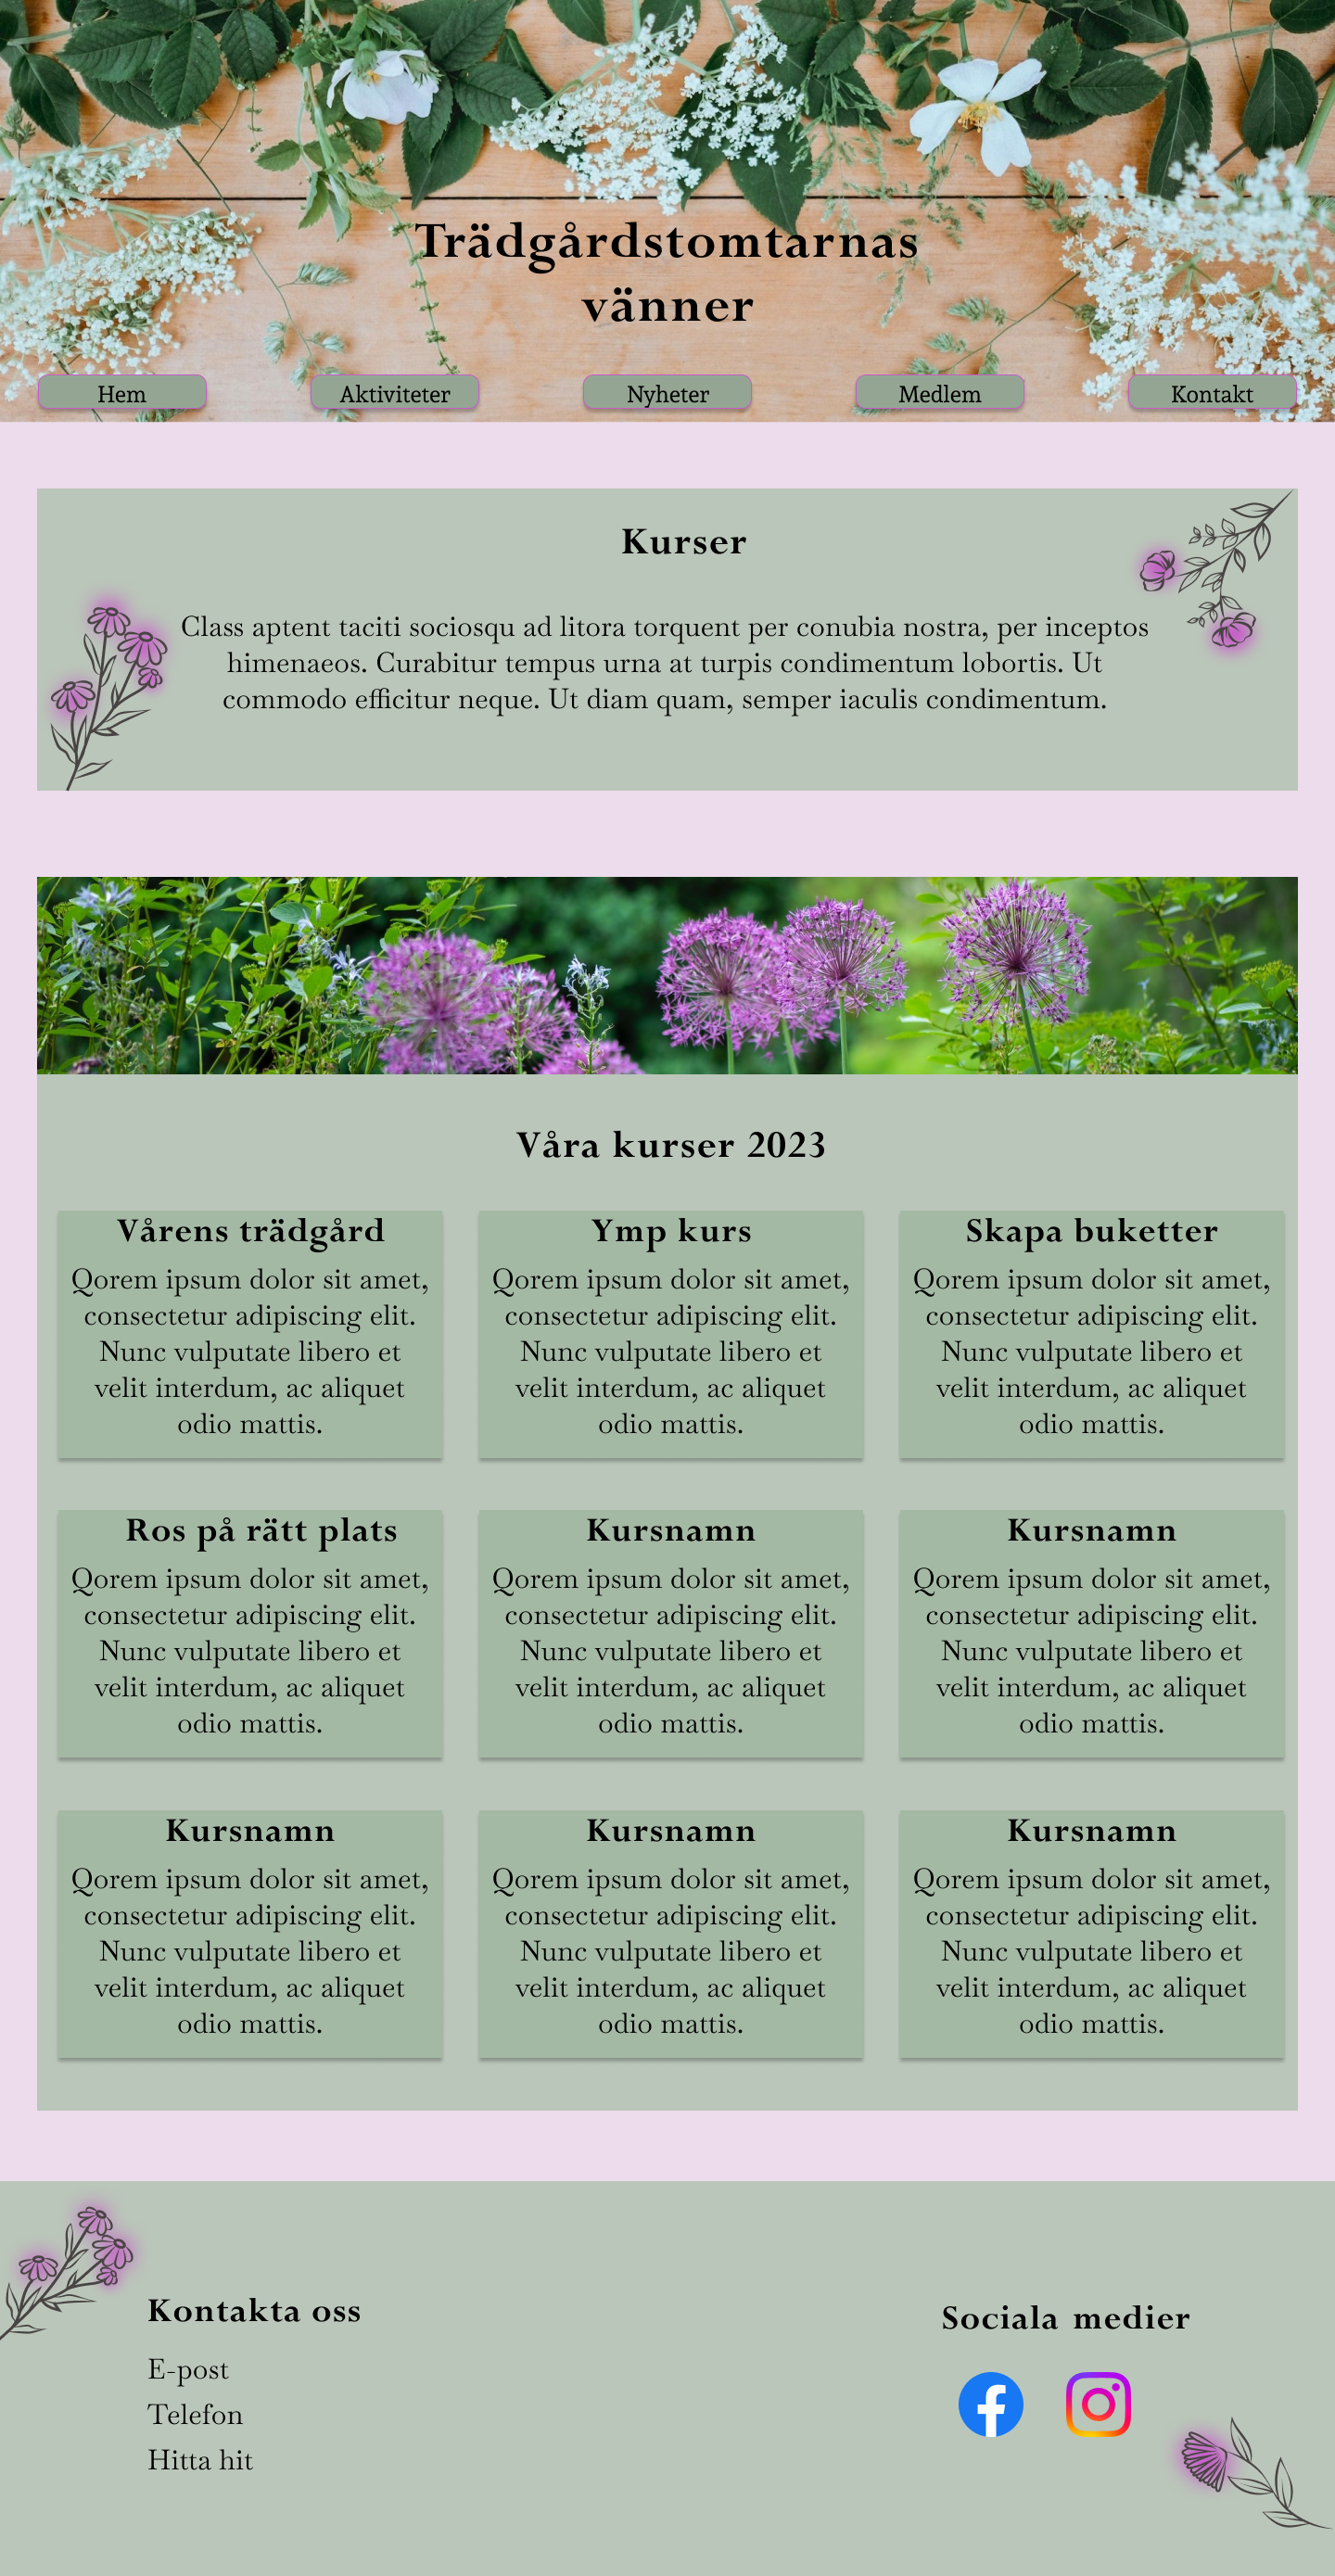 Trädgårdstomtarnas
vänner
Hem
Aktiviteter
Nyheter
Medlem
Kontakt
Kurser
Class aptent taciti sociosqu ad litora torquent per conubia nostra, per inceptos
himenaeos. Curabitur tempus urna at turpis condimentum lobortis. Ut
commodo efficitur neque. Ut diam quam, semper iaculis condimentum.
Våra kurser 2023
Vårens trädgård
Qorem ipsum dolor sit amet,
consectetur adipiscing elit.
Nunc vulputate libero et
velit interdum, ac aliquet
odio mattis.
Ymp kurs
Qorem ipsum dolor sit amet,
consectetur adipiscing elit.
Nunc vulputate libero et
velit interdum, ac aliquet
odio mattis.
Skapa buketter
Qorem ipsum dolor sit amet,
consectetur adipiscing elit.
Nunc vulputate libero et
velit interdum, ac aliquet
odio mattis.
Ros på rätt plats
Qorem ipsum dolor sit amet,
consectetur adipiscing elit.
Nunc vulputate libero et
velit interdum, ac aliquet
odio mattis.
Kursnamn
Qorem ipsum dolor sit amet,
consectetur adipiscing elit.
Nunc vulputate libero et
velit interdum, ac aliquet
odio mattis.
Kursnamn
Qorem ipsum dolor sit amet,
consectetur adipiscing elit.
Nunc vulputate libero et
velit interdum, ac aliquet
odio mattis.
Kursnamn
Qorem ipsum dolor sit amet,
consectetur adipiscing elit.
Nunc vulputate libero et
velit interdum, ac aliquet
odio mattis.
Kursnamn
Qorem ipsum dolor sit amet,
consectetur adipiscing elit.
Nunc vulputate libero et
velit interdum, ac aliquet
odio mattis.
Kursnamn
Qorem ipsum dolor sit amet,
consectetur adipiscing elit.
Nunc vulputate libero et
velit interdum, ac aliquet
odio mattis.
Kontakta oss
E-post
Telefon
Hitta hit
Sociala medier